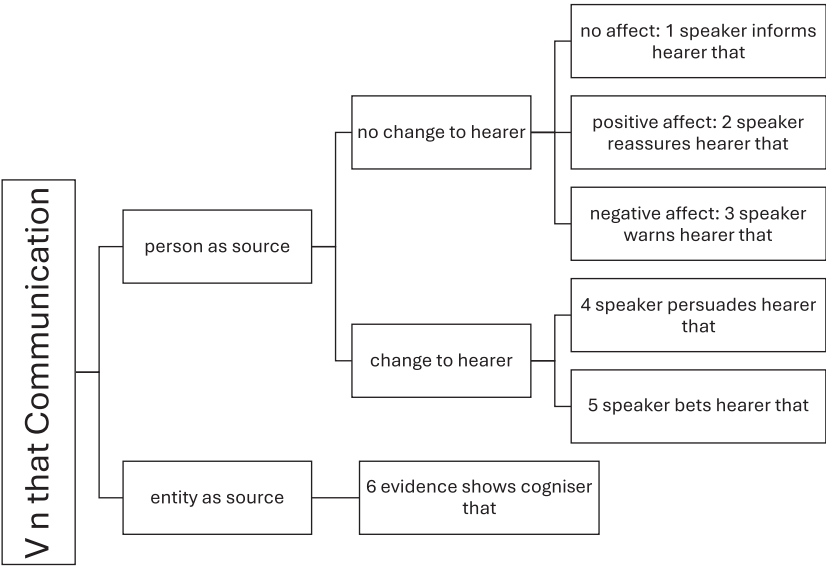 V n that Communication
person as source
no change to hearer
no affect: 1 speaker informs
hearer that
positive affect: 2 speaker
reassures hearer that
negative affect: 3 speaker
warns hearer that
change to hearer
4 speaker persuades hearer
that
5 speaker bets hearer that
entity as source
6 evidence shows cogniser
that